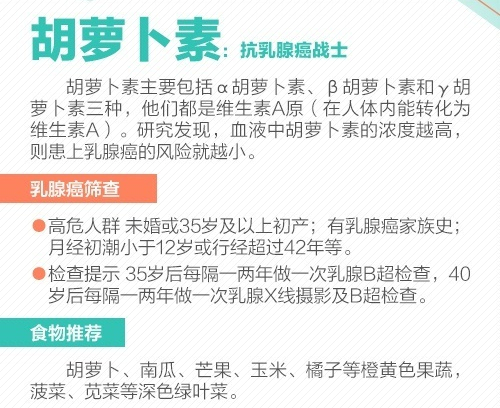 胡萝卜素：抗乳腺癌战士
胡萝卜素主要包括α胡萝卜素、β胡萝卜素和γ胡
萝卜素三种，他们都是维生素A原（在人体内能转化为
维生素A）。研究发现，血液中胡萝卜素的浓度越高，
则患上乳腺癌的风险就越小。
乳腺癌筛查
●高危人群 未婚或35岁及以上初产；有乳腺癌家族史；
月经初潮小于12岁或行经超过42年等。
●检查提示 35岁后每隔一两年做一次乳腺B超检查，40
岁后每隔一两年做一次乳腺X线摄影及B超检查。
食物推荐
胡萝卜、南瓜、芒果、玉米、橘子等橙黄色果蔬，
菠菜、苋菜等深色绿叶菜。